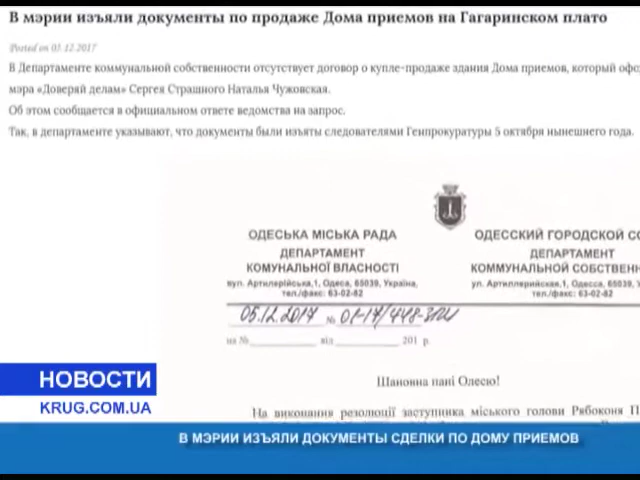 В мэрии изъяли документы по продаже Дома приемов на Гагаринском плато
Posted on 05.12.2017
В Департаменте коммунальной собственности отсутствует договор о купле-продаже здания Дома приемов, который офо
мэра «Доверяй делам» Сергея Страшного Наталья Чужовская.
Об этом сообщается в официальном ответе ведомства на запрос.
Так, в департаменте указывают, что документы были изъяты следователями Генпрокуратуры 5 октября нынешнего года.
ОДЕСЬКА МІСЬКА РАДА
ДЕПАРТАМЕНТ
КОМУНАЛЬНОЇ ВЛАСНОСТІ
вул. Артилерійська,1, Одеса, 65039, Україна,
тел./факс: 63-02-82
ОДЕССКИЙ ГОРОДСКОЙ СО
ДЕПАРТАМЕНТ
КОММУНАЛЬНОЙ СОБСТВЕНН
ул. Артиллерийская,1, Одесса, 65039, Ук
тел./факс: 63-02-82
05.12.2017 № 01-17/448-
на № від 201 р.
Шановна пані Олесю!
На виконання резолюції заступника міського голови Рябоконя П
НОВОСТИ
KRUG.COM.UA
В МЭРИИ ИЗЪЯЛИ ДОКУМЕНТЫ СДЕЛКИ ПО ДОМУ ПРИЕМОВ